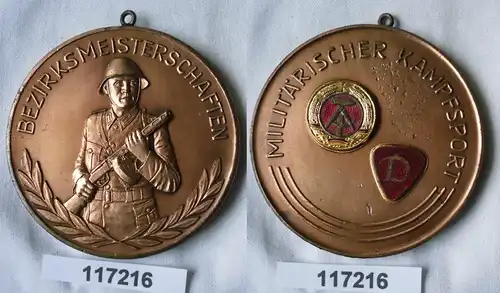 BEZIRKSMEISTERSCHAFTEN
117216
MILITÄRISCHER KAMPFSPORT
D
117216